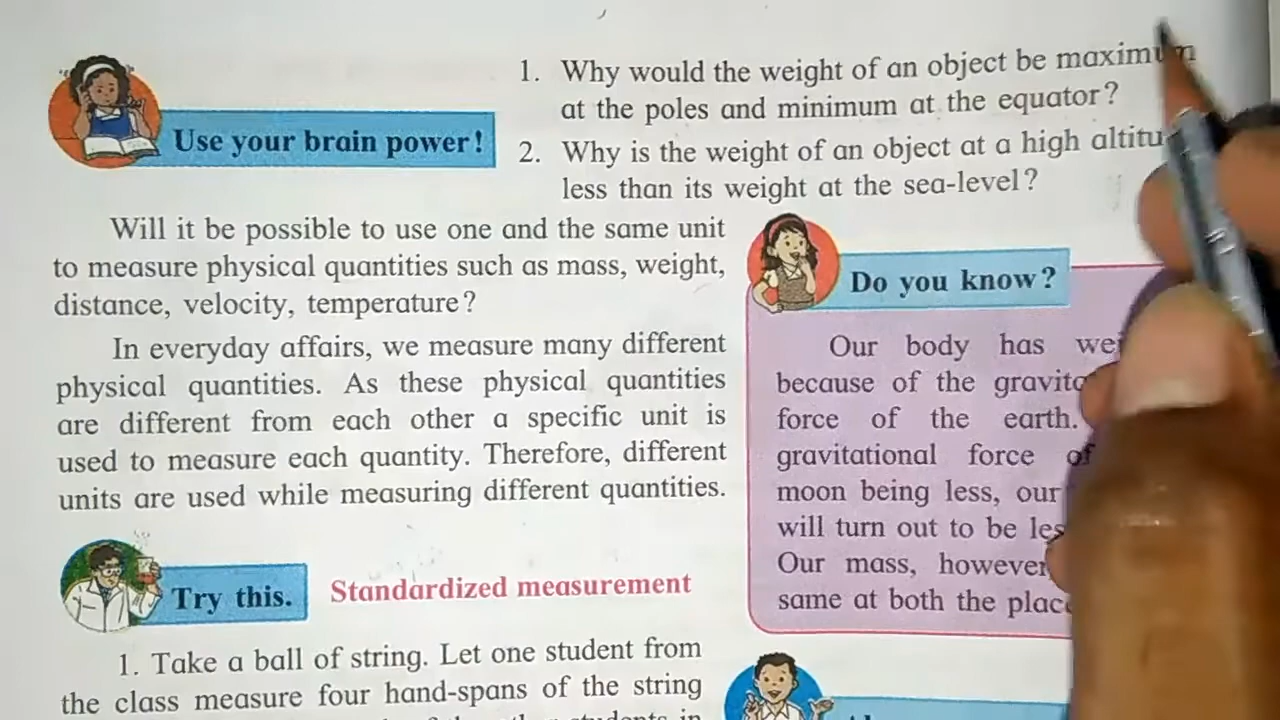 1. Why would the weight of an object be maximum
at the poles and minimum at the equator?
Use your brain power!
2. Why is the weight of an object at a high
less than its weight at the sea-level?
Will it be possible to use one and the same unit
to measure physical quantities such as mass, weight,
distance, velocity, temperature?
In everyday affairs, we measure many different
physical quantities. As these physical quantities
are different from each other a specific unit is
used to measure each quantity. Therefore, different
units are used while measuring different quantities.
Do you know?
Our body has
because of the
force of the earth.
gravitational force of
moon being less, our
will turn out to be
Our mass, however
same at both the
Try this. Standardized measurement
1. Take a ball of string. Let one student from
the class measure four hand-spans of the string